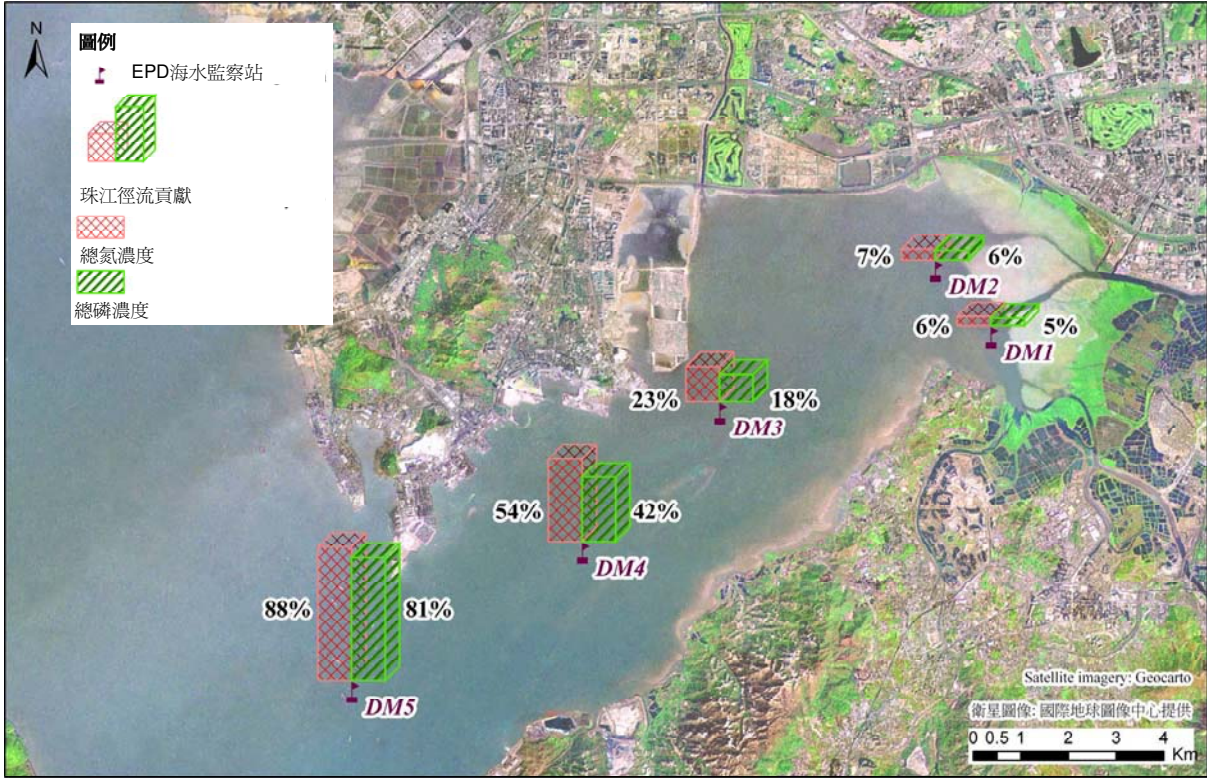 N
圖例
EPD海水監察站
珠江徑流貢獻
總氮濃度
總磷濃度
7%
6%
DM2
6%
5%
DM1
23%
18%
DM3
54%
42%
DM4
88%
81%
DM5
Satellite imagery: Geocarto
衛星圖像: 國際地球圖像中心提供
0 0.5 1 2 3 4
Km